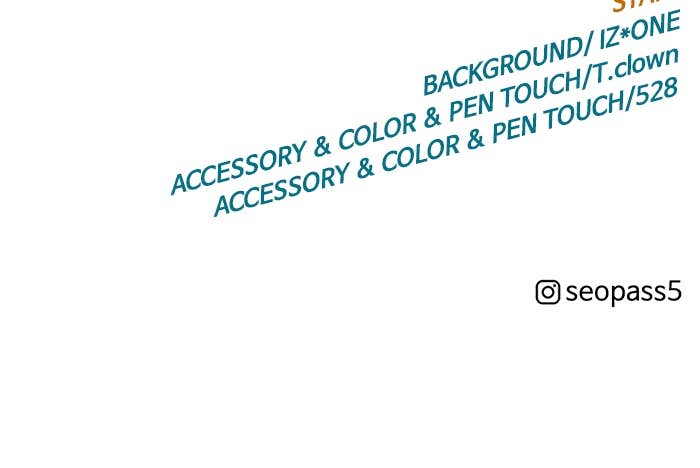 BACKGROUND/ IZ*ONE
ACCESSORY & COLOR & PEN TOUCH/T.clown
ACCESSORY & COLOR & PEN TOUCH/528
seopass5